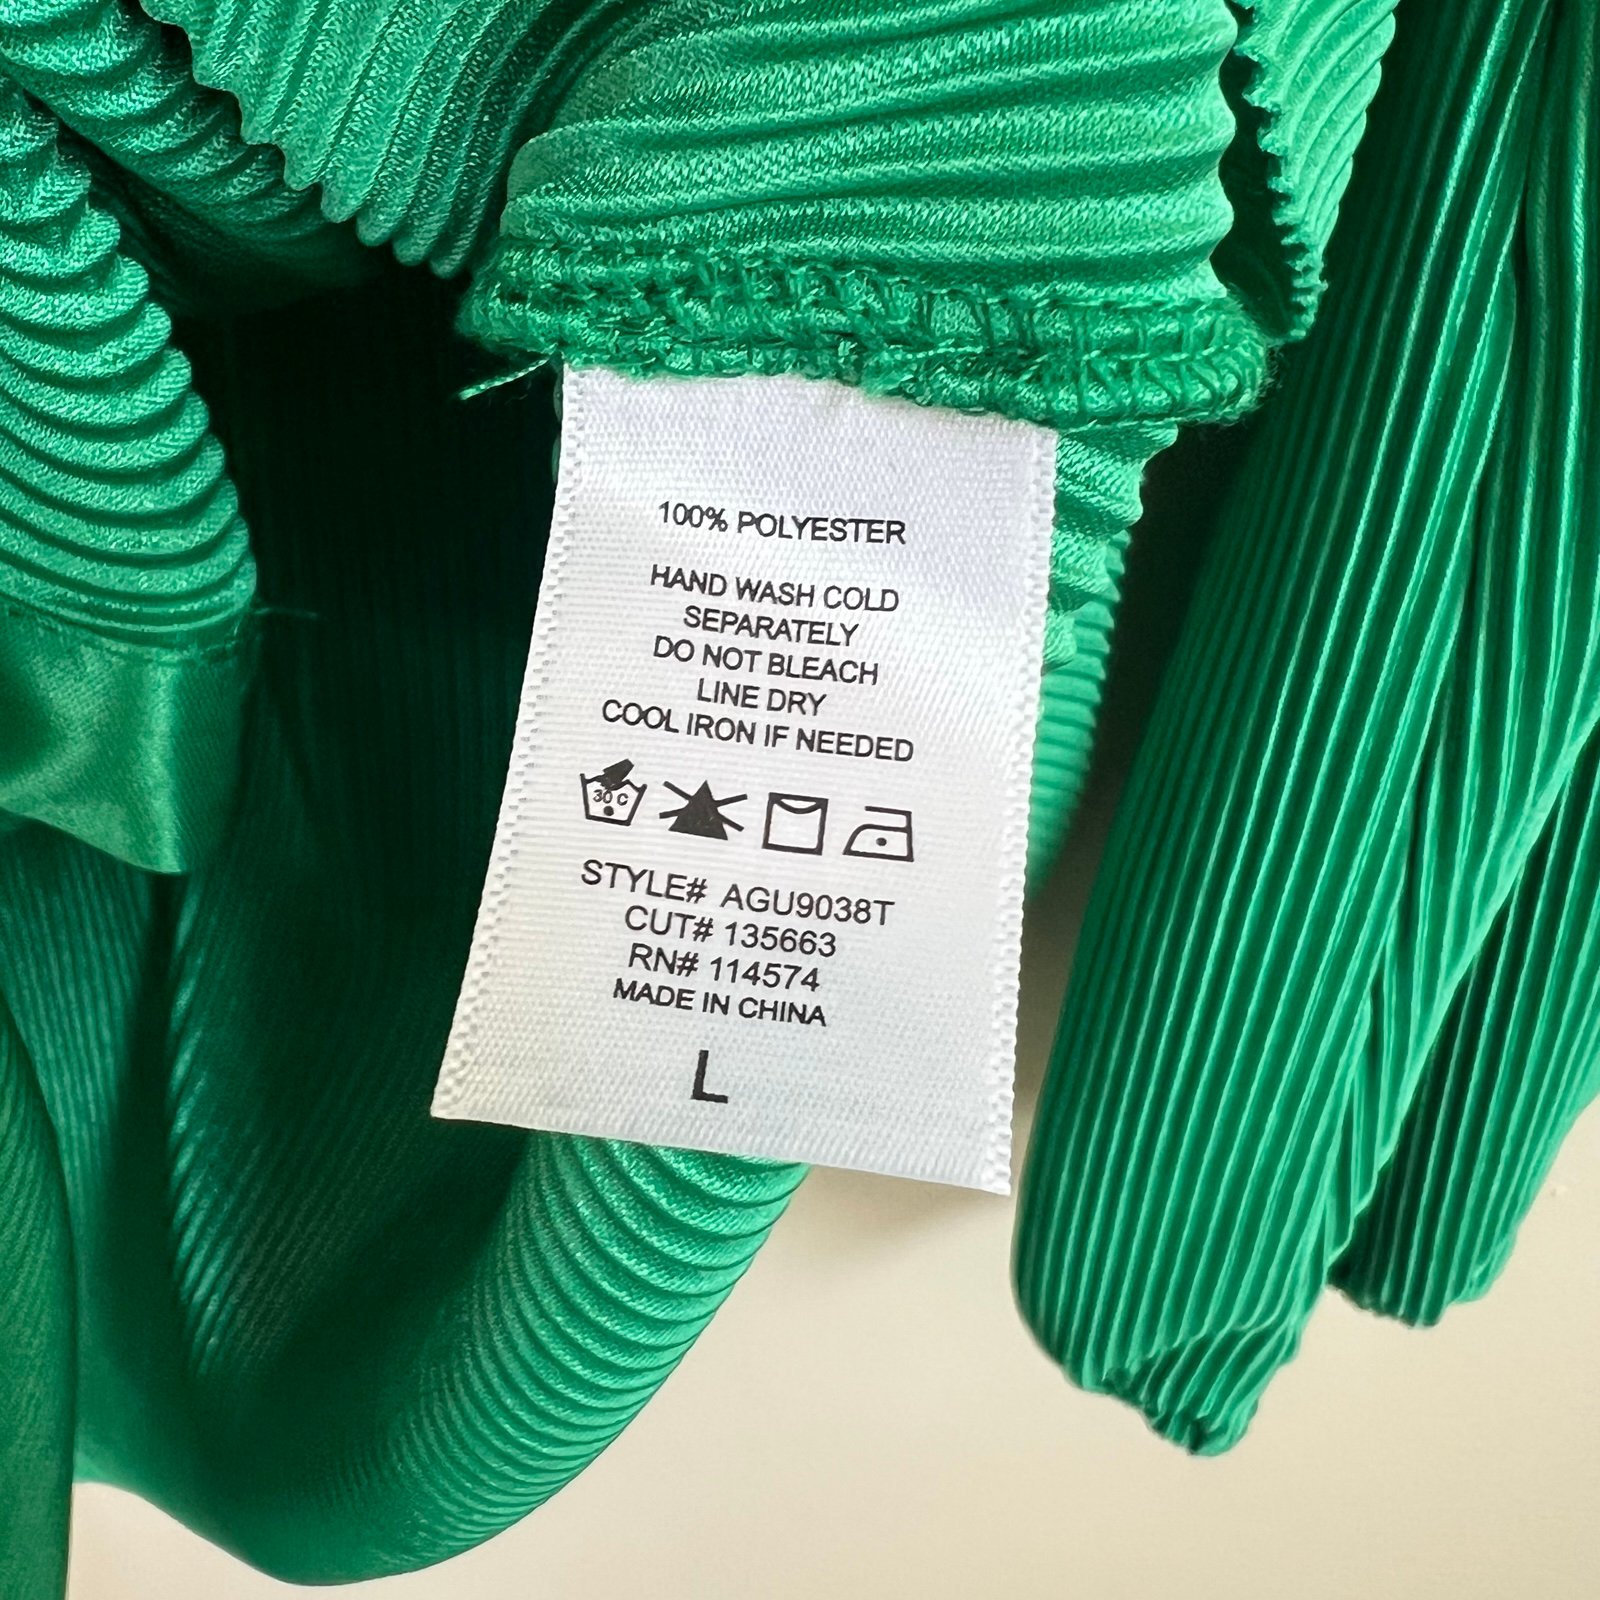 100% POLYESTER
HAND WASH COLD
SEPARATELY
DO NOT BLEACH
LINE DRY
COOL IRON IF NEEDED
30 C
STYLE# AGU9038T
CUT# 135663
RN# 114574
MADE IN CHINA
L